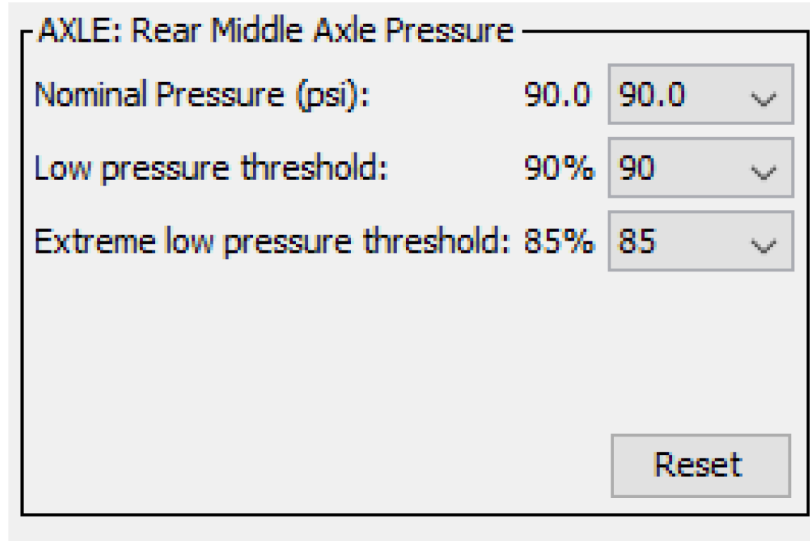 AXLE: Rear Middle Axle Pressure
Nominal Pressure (psi): 90.0 90.0
Low pressure threshold: 90% 90
Extreme low pressure threshold: 85% 85
Reset